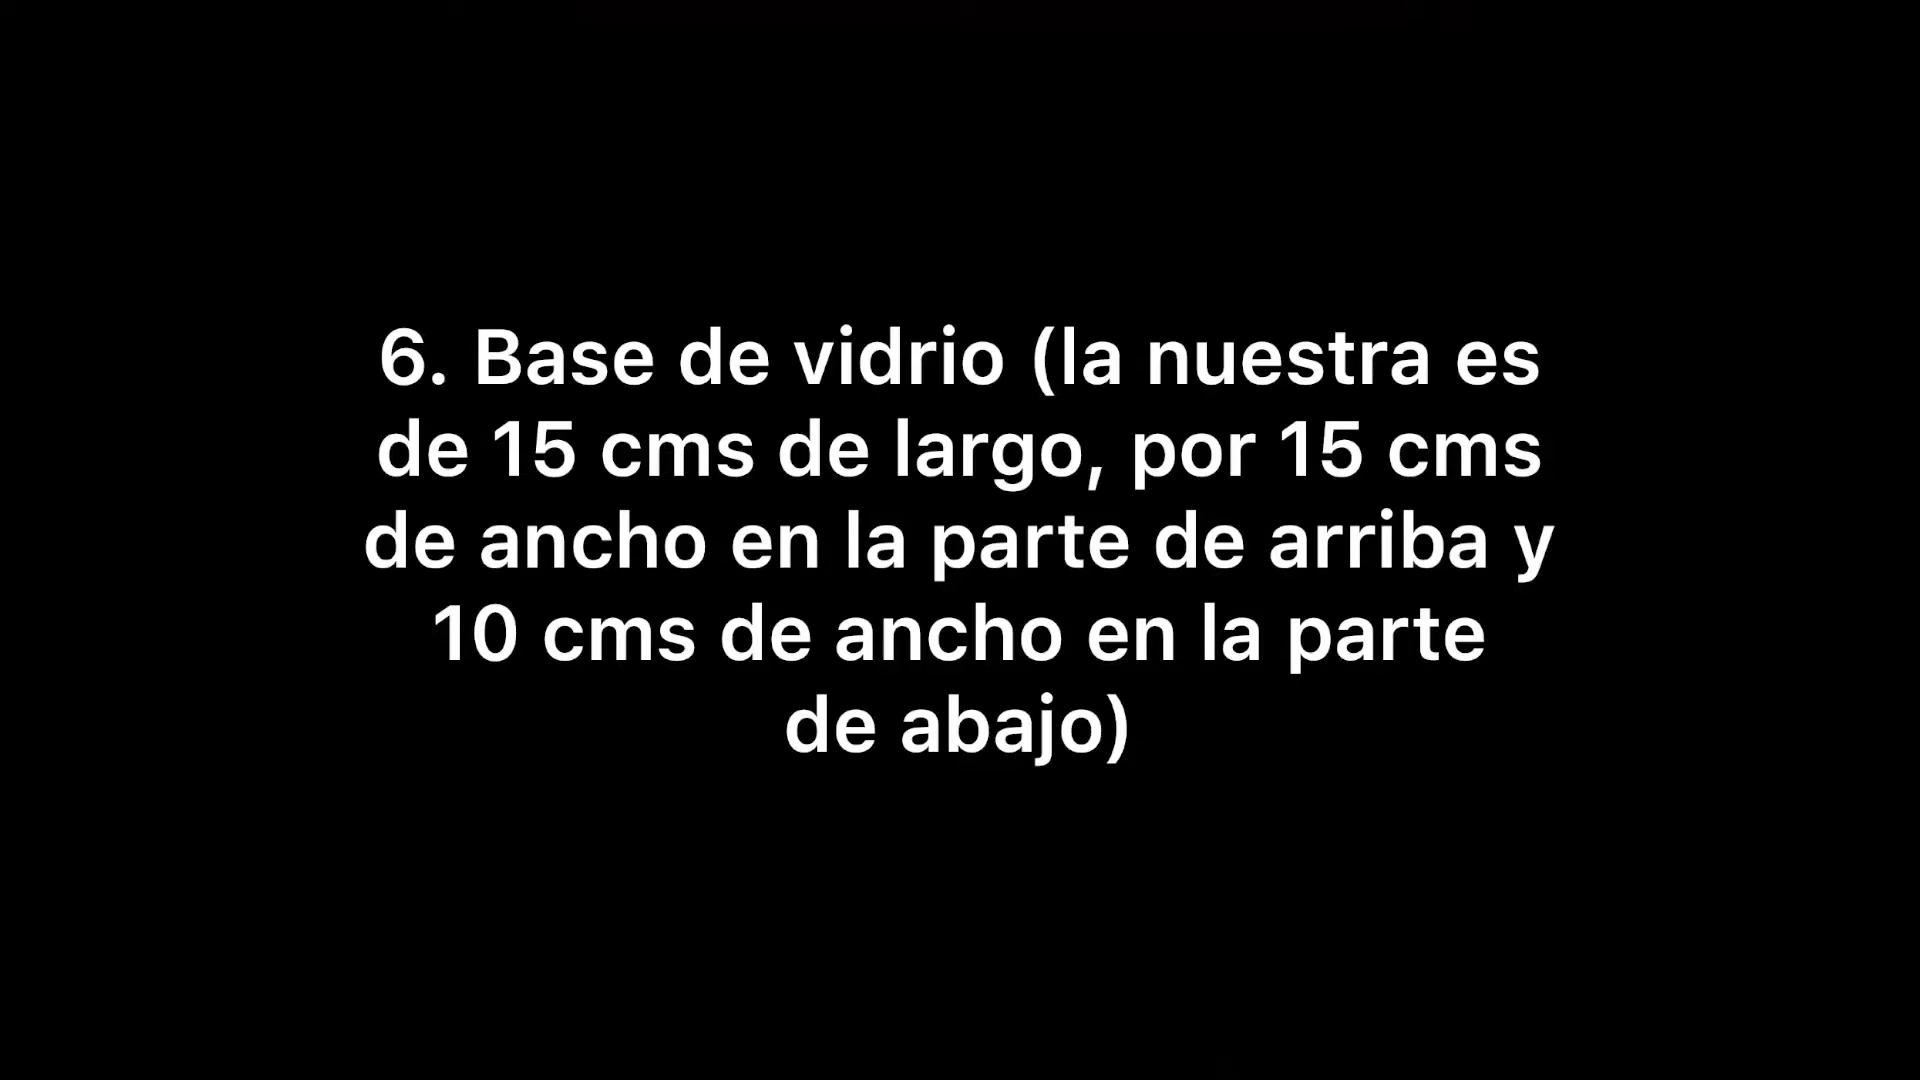 6. Base de vidrio (la nuestra es
de 15 cms de largo, por 15 cms
de ancho en la parte de arriba y
10 cms de ancho en la parte
de abajo)